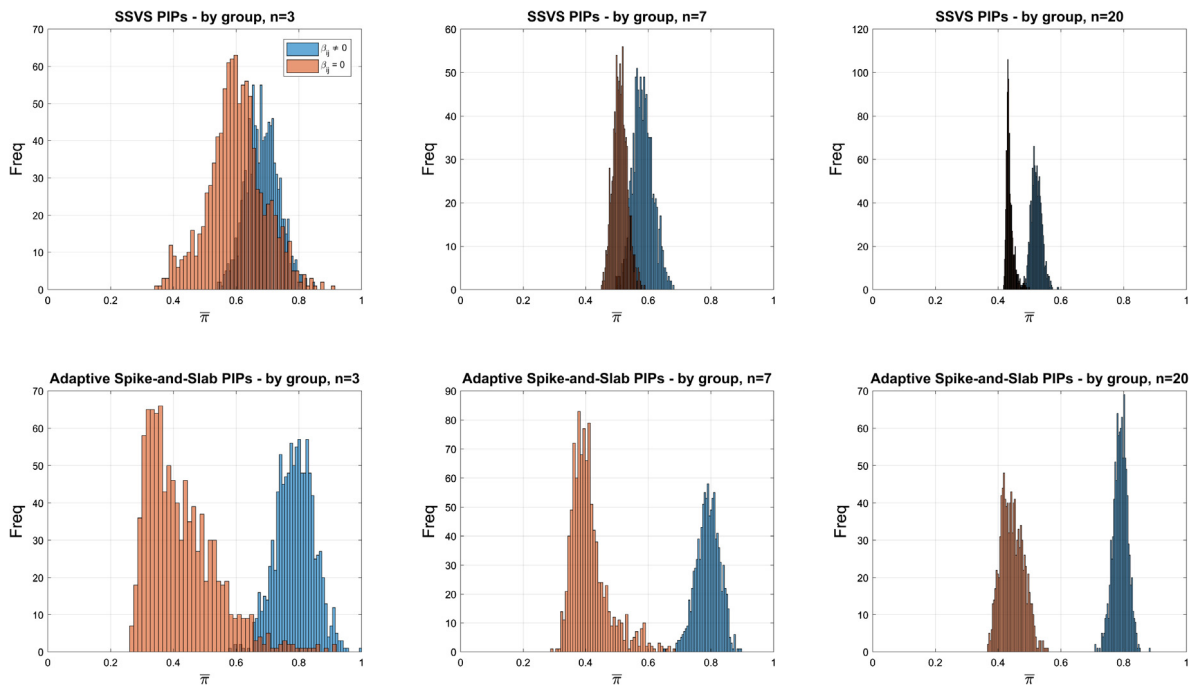 SSVS PIPs - by group, n=3
70
60
50
40
30
20
10
0
Freq
0 0.2 0.4 0.6 0.8 1
π̅
β_ij ≠ 0
β_ij = 0
SSVS PIPs - by group, n=7
60
50
40
30
20
10
0
Freq
0 0.2 0.4 0.6 0.8 1
π̅
SSVS PIPs - by group, n=20
120
100
80
60
40
20
0
Freq
0 0.2 0.4 0.6 0.8 1
π̅
Adaptive Spike-and-Slab PIPs - by group, n=3
70
60
50
40
30
20
10
0
Freq
0 0.2 0.4 0.6 0.8 1
π̅
Adaptive Spike-and-Slab PIPs - by group, n=7
90
80
70
60
50
40
30
20
10
0
Freq
0 0.2 0.4 0.6 0.8 1
π̅
Adaptive Spike-and-Slab PIPs - by group, n=20
70
60
50
40
30
20
10
0
Freq
0 0.2 0.4 0.6 0.8 1
π̅